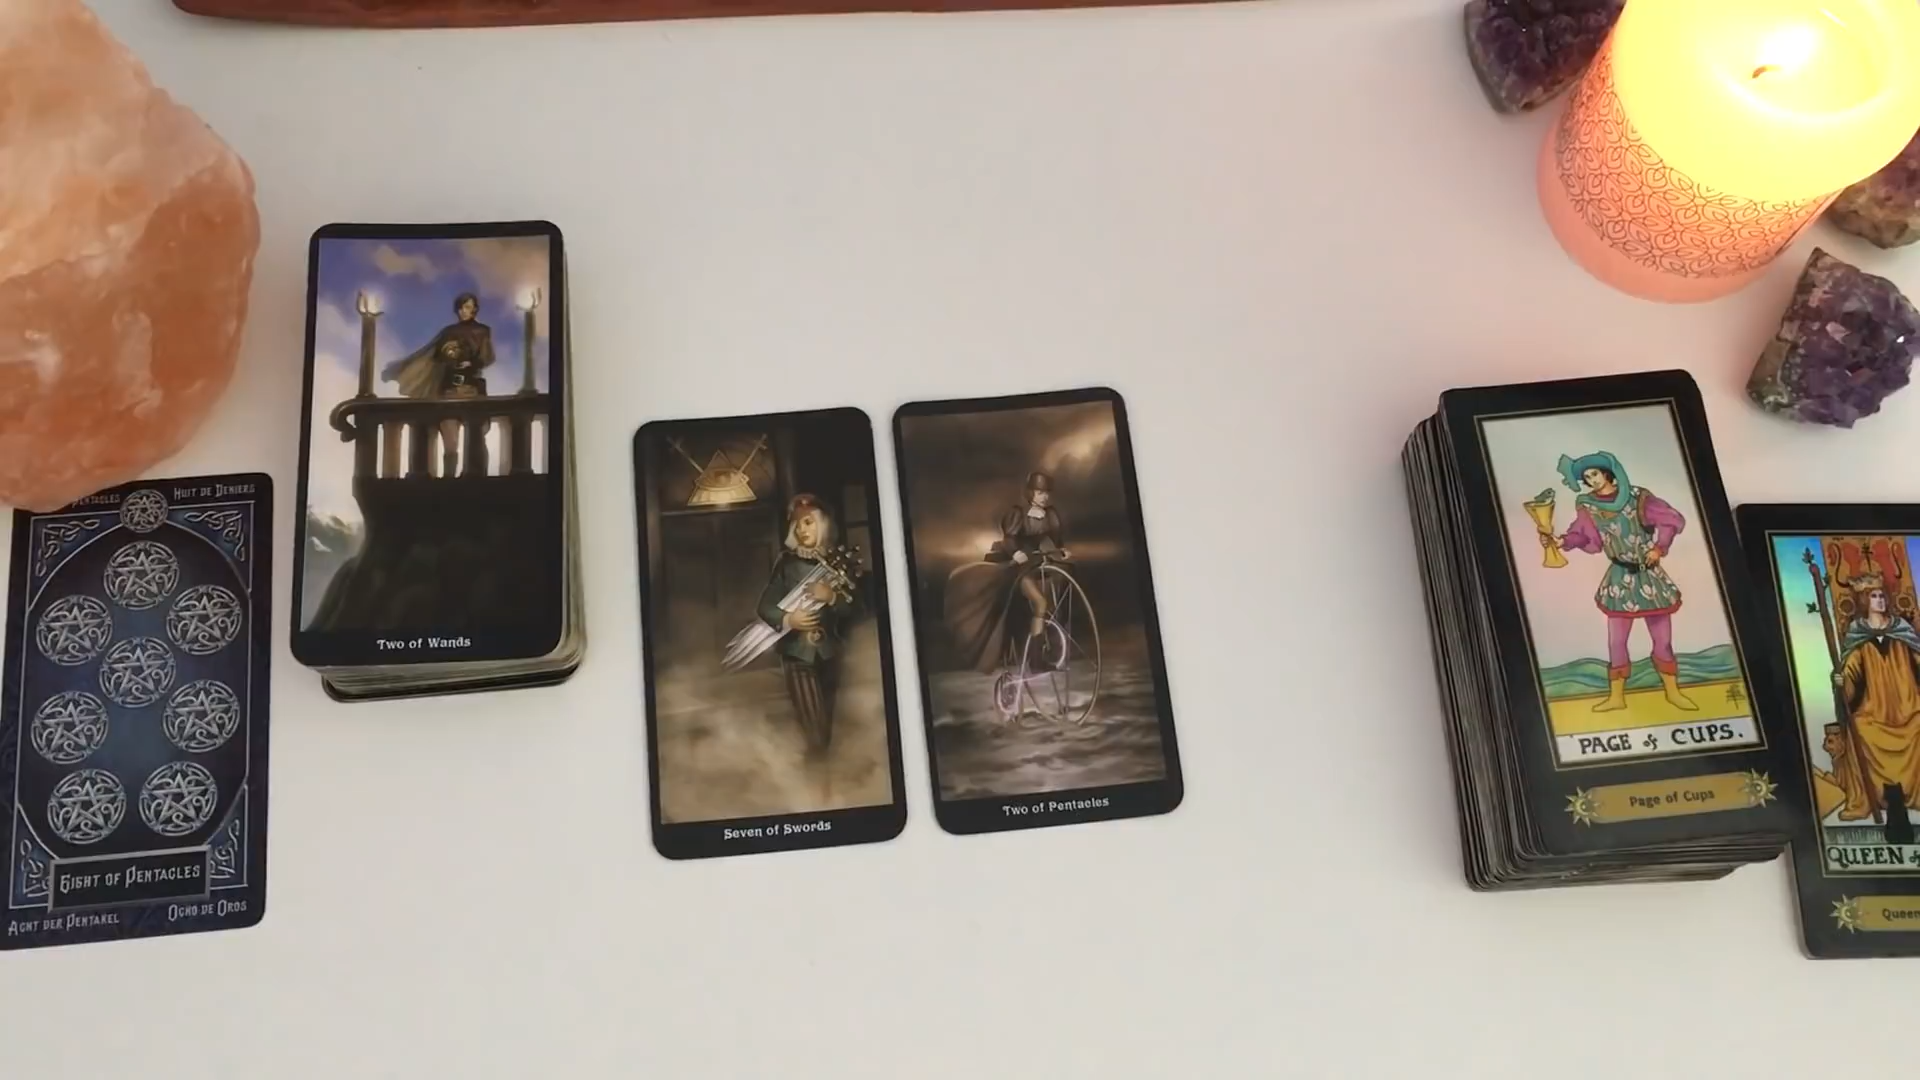 PENTACLES
HUIT DE DENIERS
EIGHT OF PENTACLES
ACHT DER PENTAKEL
OCHO DE OROS
Two of Wands
Seven of Swords
Two of Pentacles
PAGE of CUPS.
Page of Cups
QUEEN
Queen